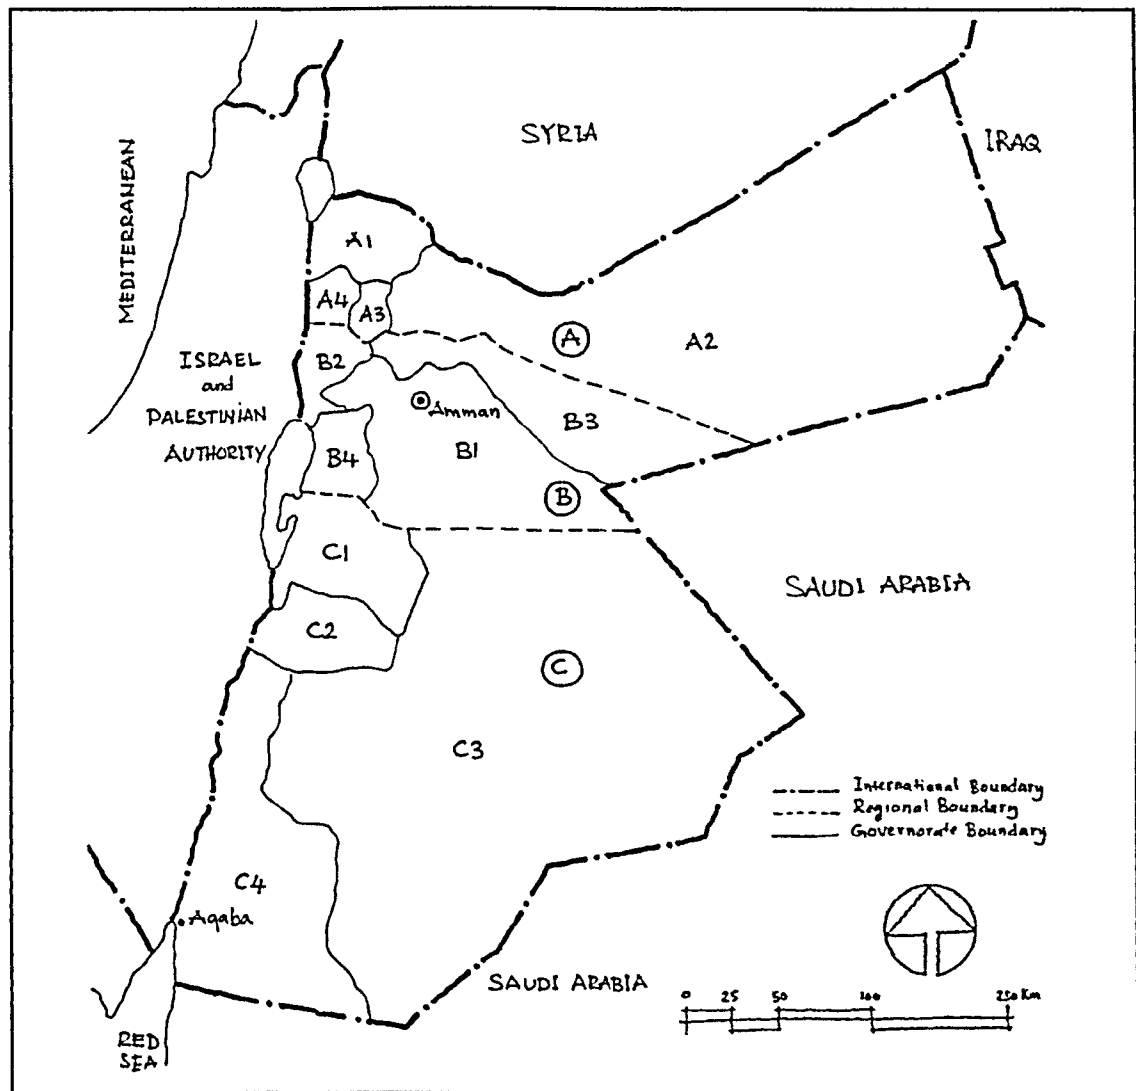 SYRIA
IRAQ
MEDITERRANEAN
A1
A4
A3
A
A2
ISRAEL
and
PALESTINIAN
AUTHORITY
B2
Amman
B3
B1
B4
B
C1
SAUDI ARABIA
C2
C
C3
International Boundary
Regional Boundary
Governorate Boundary
C4
Aqaba
SAUDI ARABIA
0 25 50 100 250 Km
RED
SEA